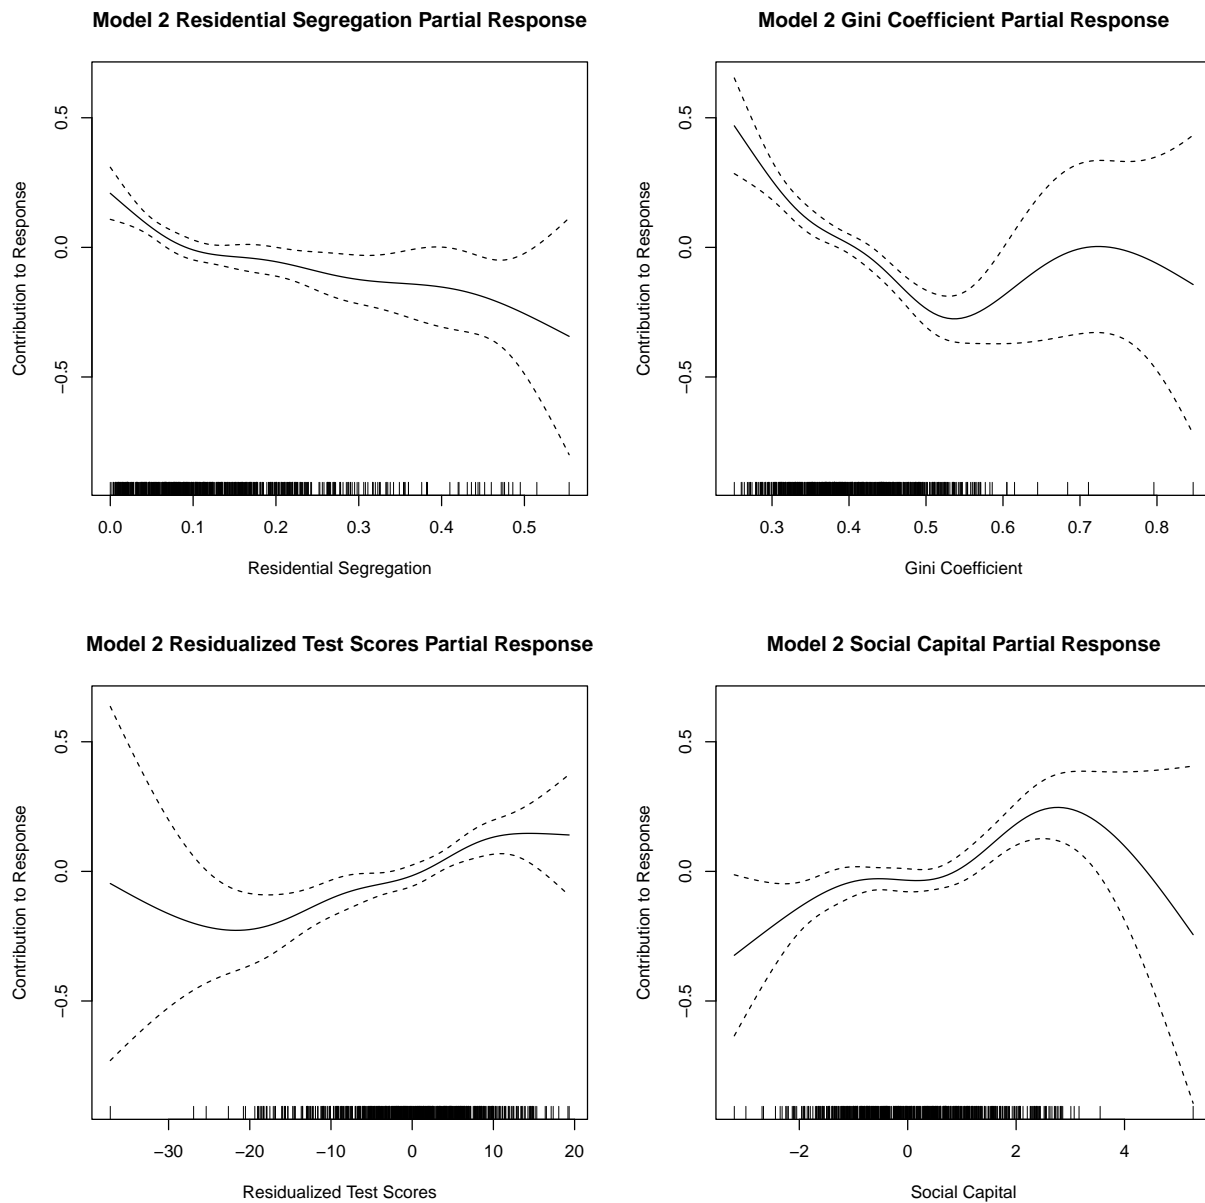 Model 2 Residential Segregation Partial Response
Contribution to Response
0.5
0.0
−0.5
0.0 0.1 0.2 0.3 0.4 0.5
Residential Segregation
Model 2 Gini Coefficient Partial Response
Contribution to Response
0.5
0.0
−0.5
0.3 0.4 0.5 0.6 0.7 0.8
Gini Coefficient
Model 2 Residualized Test Scores Partial Response
Contribution to Response
0.5
0.0
−0.5
−30 −20 −10 0 10 20
Residualized Test Scores
Model 2 Social Capital Partial Response
Contribution to Response
0.5
0.0
−0.5
−2 0 2 4
Social Capital